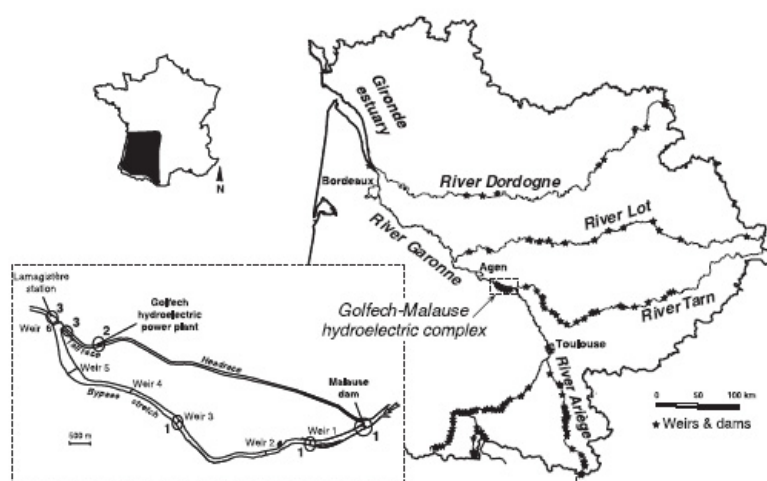 N
Gironde
estuary
Bordeaux
River Dordogne
River Lot
River Garonne
Agen
River Tarn
Golfech-Malause
hydroelectric complex
Toulouse
River Ariège
0 50 100 km
★ Weirs & dams
Lamagistère
station
3
Weir 6
3
Tailrace
2
Golfech
hydroelectric
power plant
Headrace
Weir 5
Weir 4
Bypass stretch
Weir 3
1
Malause
dam
1
Weir 1
1
Weir 2
500 m